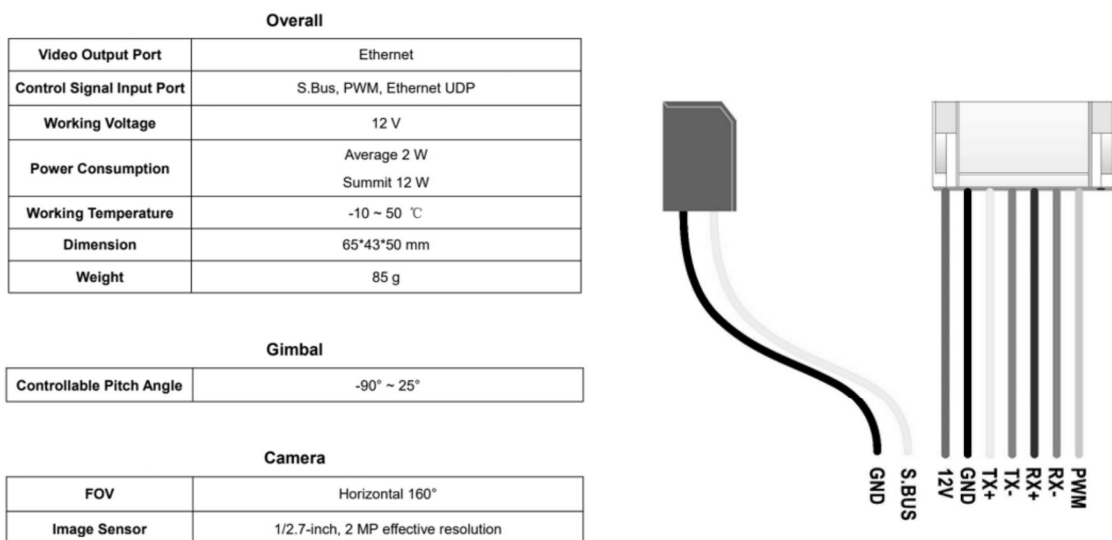 Overall
Video Output Port Ethernet
Control Signal Input Port S.Bus, PWM, Ethernet UDP
Working Voltage 12 V
Power Consumption Average 2 W
Summit 12 W
Working Temperature -10 ~ 50 ℃
Dimension 65*43*50 mm
Weight 85 g
Gimbal
Controllable Pitch Angle -90° ~ 25°
Camera
FOV Horizontal 160°
Image Sensor 1/2.7-inch, 2 MP effective resolution
GND
S.BUS
12V
GND
TX+
TX-
RX+
RX-
PWM